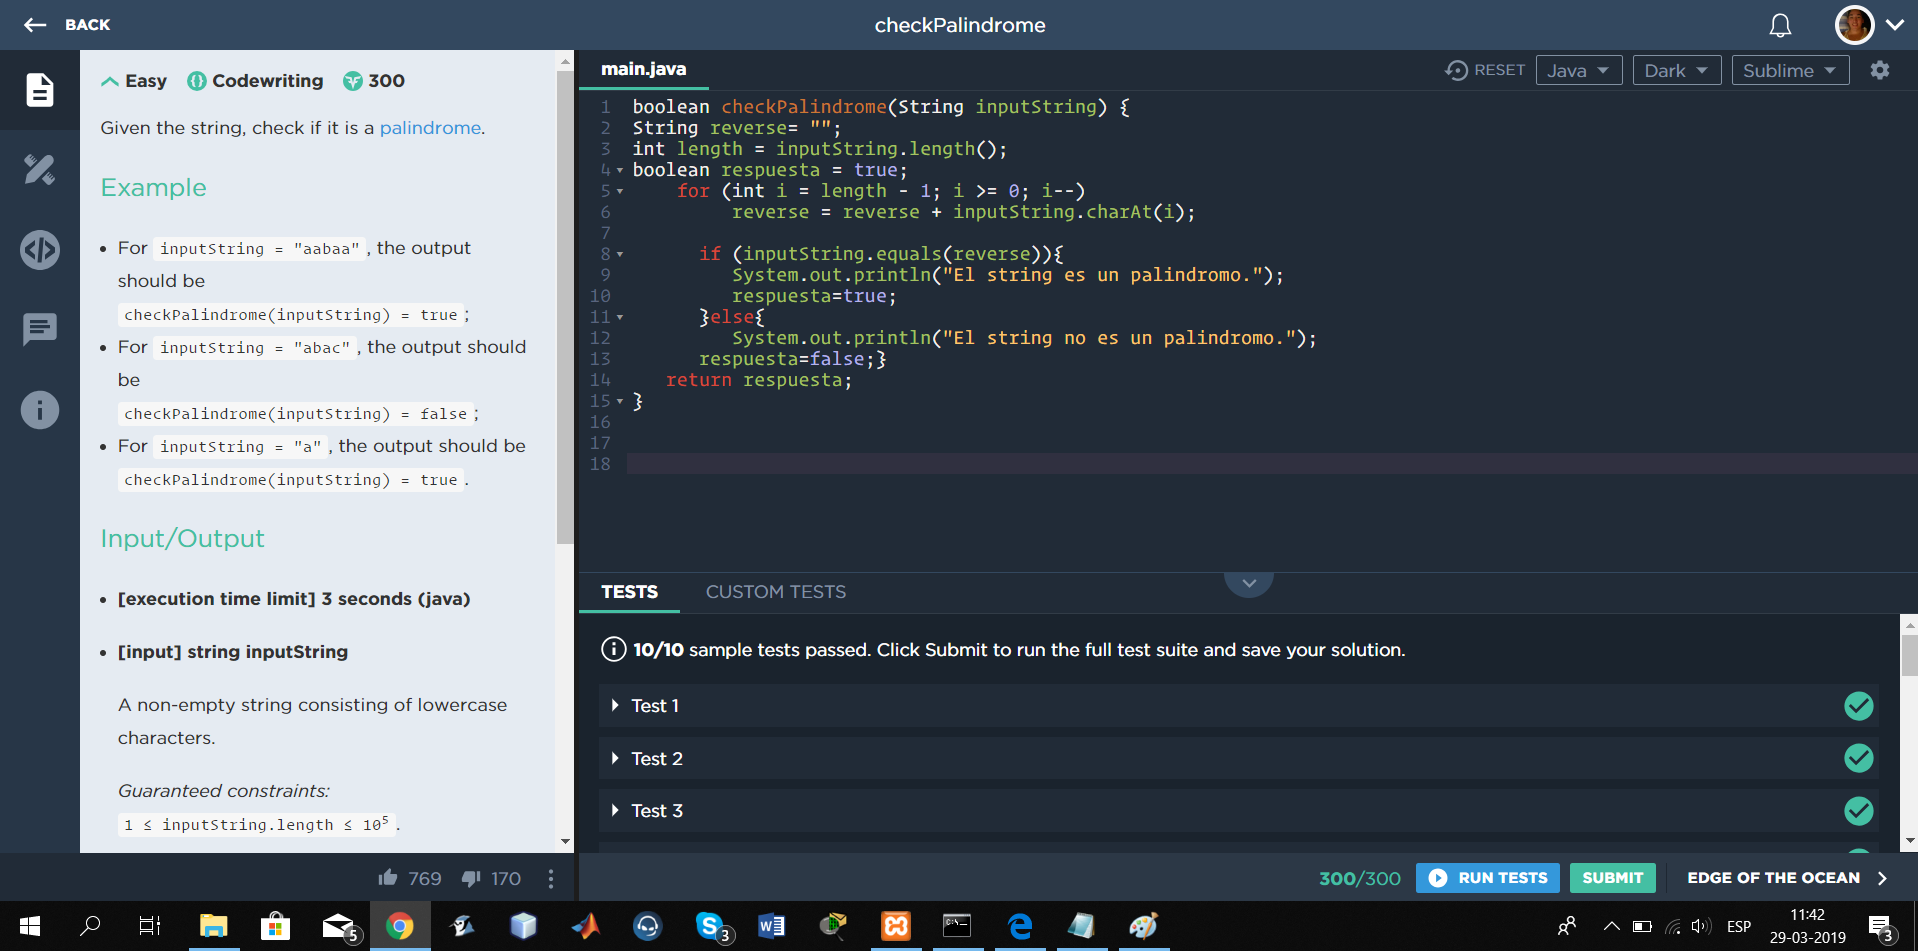 BACK
checkPalindrome
Easy Codewriting 300
Given the string, check if it is a palindrome.
Example
For inputString = "aabaa", the output
should be
checkPalindrome(inputString) = true;
For inputString = "abac", the output should
be
checkPalindrome(inputString) = false;
For inputString = "a", the output should be
checkPalindrome(inputString) = true.
Input/Output
[execution time limit] 3 seconds (java)
[input] string inputString
A non-empty string consisting of lowercase
characters.
Guaranteed constraints:
1 ≤ inputString.length ≤ 10⁵.
769 170
main.java
RESET Java Dark Sublime
1 boolean checkPalindrome(String inputString) {
2 String reverse= "";
3 int length = inputString.length();
4 boolean respuesta = true;
5 for (int i = length - 1; i >= 0; i--)
6 reverse = reverse + inputString.charAt(i);
7
8 if (inputString.equals(reverse)){
9 System.out.println("El string es un palindromo.");
10 respuesta=true;
11 }else{
12 System.out.println("El string no es un palindromo.");
13 respuesta=false;}
14 return respuesta;
15 }
16
17
18
TESTS CUSTOM TESTS
10/10 sample tests passed. Click Submit to run the full test suite and save your solution.
Test 1
Test 2
Test 3
300/300 RUN TESTS SUBMIT EDGE OF THE OCEAN
5 3 ESP 11:42
29-03-2019 3